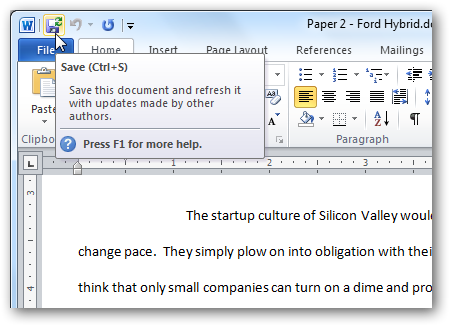 Paper 2 - Ford Hybrid.do
File Home Insert Page Layout References Mailings
Save (Ctrl+S)
Save this document and refresh it
with updates made by other
authors.
Press F1 for more help.
Paste
Clipbo
Paragraph
1 2 3
The startup culture of Silicon Valley would
change pace. They simply plow on into obligation with thei
think that only small companies can turn on a dime and pro
3
4